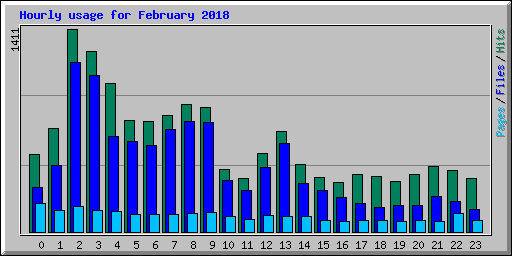 Hourly usage for February 2018
1411
Pages/Files/Hits
0 1 2 3 4 5 6 7 8 9 10 11 12 13 14 15 16 17 18 19 20 21 22 23